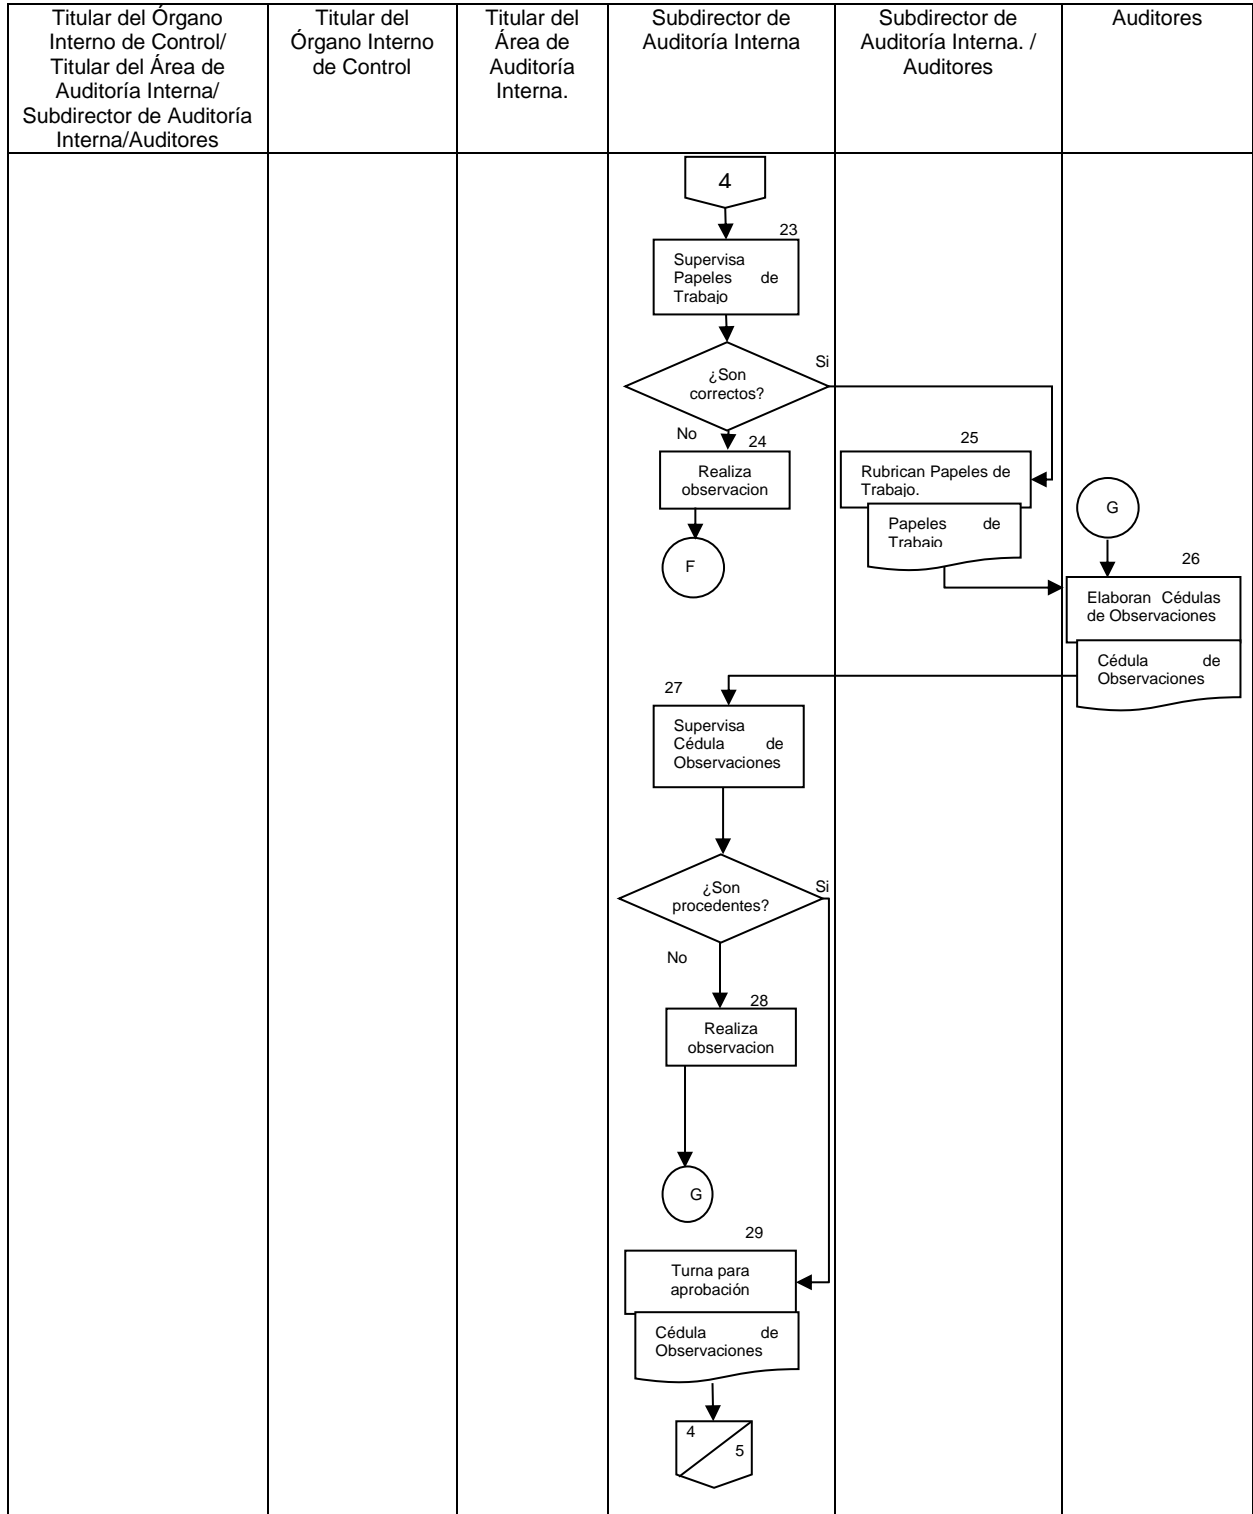 Titular del Órgano
Interno de Control/
Titular del Área de
Auditoría Interna/
Subdirector de Auditoría
Interna/Auditores
Titular del
Órgano Interno
de Control
Titular del
Área de
Auditoría
Interna.
Subdirector de
Auditoría Interna
Subdirector de
Auditoría Interna. /
Auditores
Auditores
4
23
Supervisa
Papeles de
Trabajo
¿Son
correctos?
Si
No
24
Realiza
observacion
F
25
Rubrican Papeles de
Trabajo.
Papeles de
Trabajo
G
26
Elaboran Cédulas
de Observaciones
Cédula de
Observaciones
27
Supervisa
Cédula de
Observaciones
¿Son
procedentes?
Si
No
28
Realiza
observacion
G
29
Turna para
aprobación
Cédula de
Observaciones
4
5